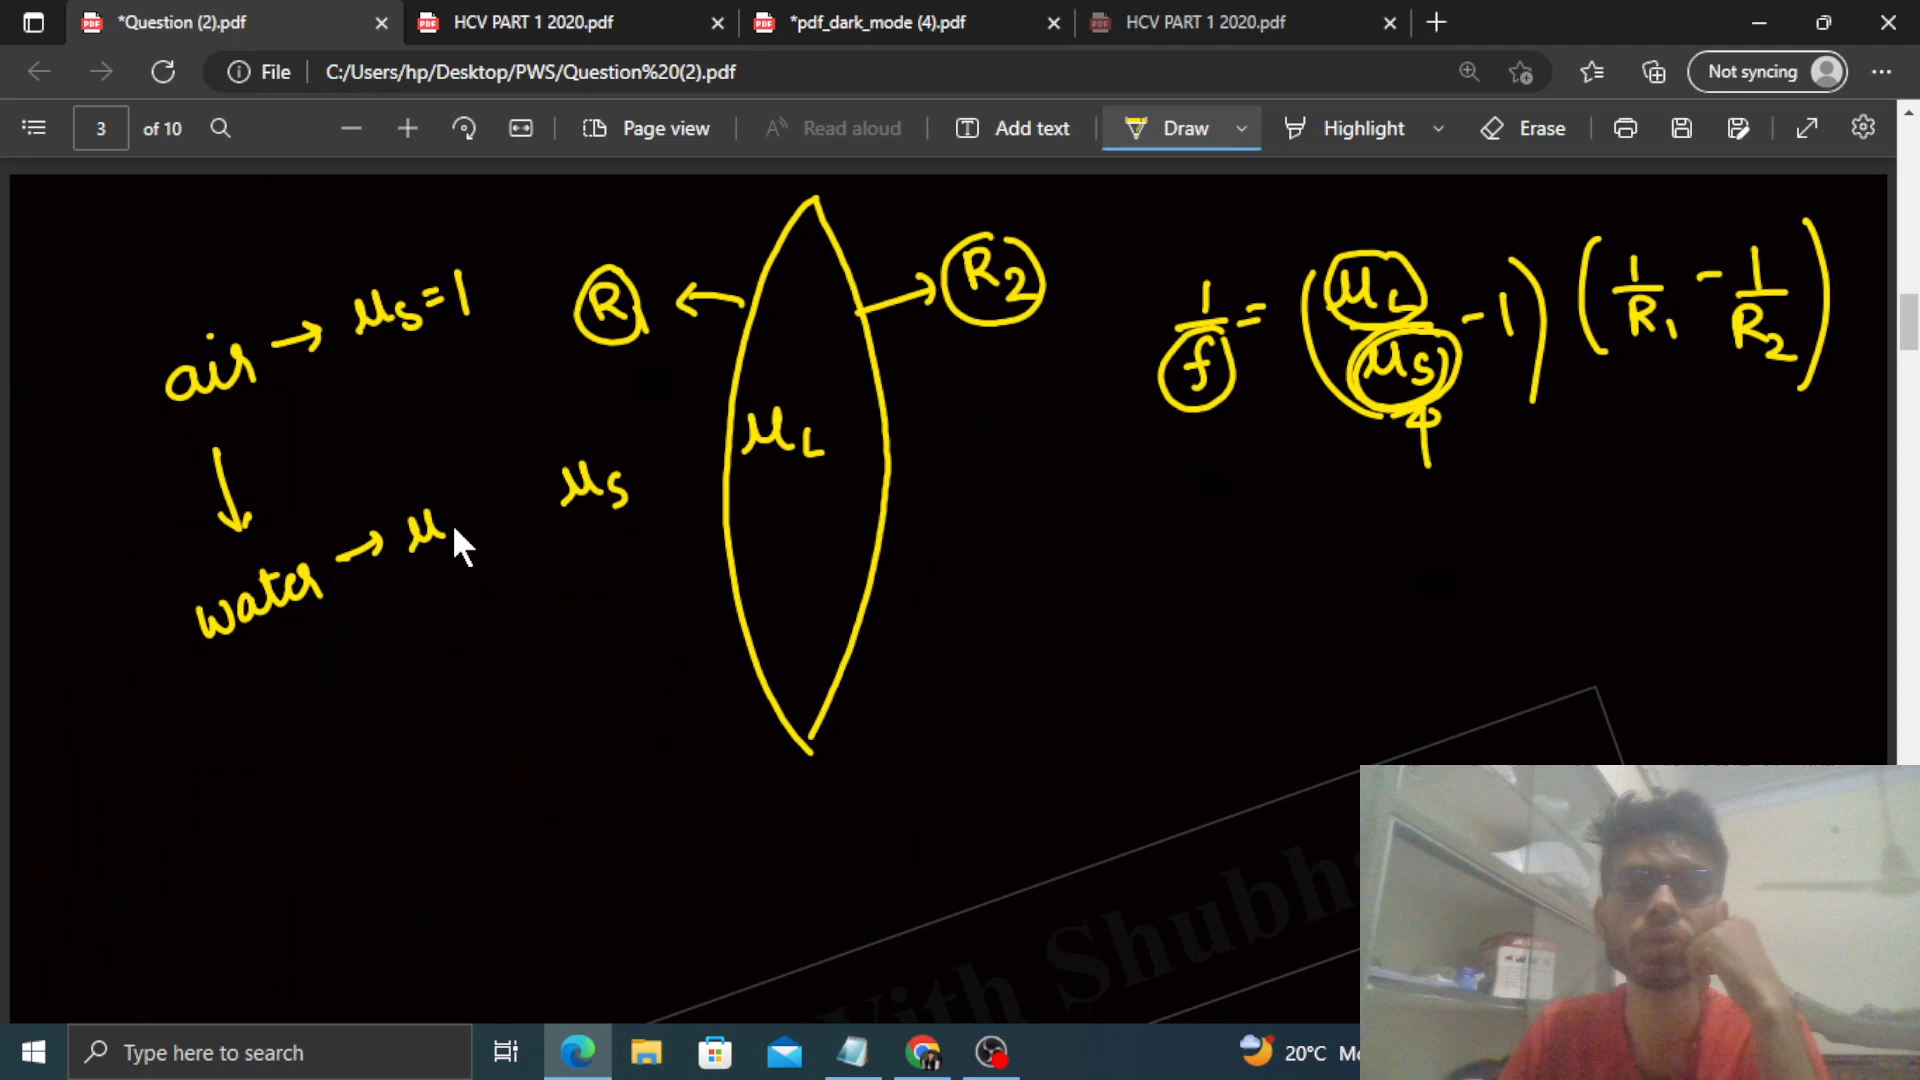 *Question (2).pdf
HCV PART 1 2020.pdf
*pdf_dark_mode (4).pdf
HCV PART 1 2020.pdf
File
C:/Users/hp/Desktop/PWS/Question%20(2).pdf
Not syncing
3 of 10
Page view
Read aloud
Add text
Draw
Highlight
Erase
air → μs = 1
R1
R2
1/f = (μL/μs − 1) (1/R1 − 1/R2)
μL
μs
water → μ
With Shubha
Type here to search
20°C